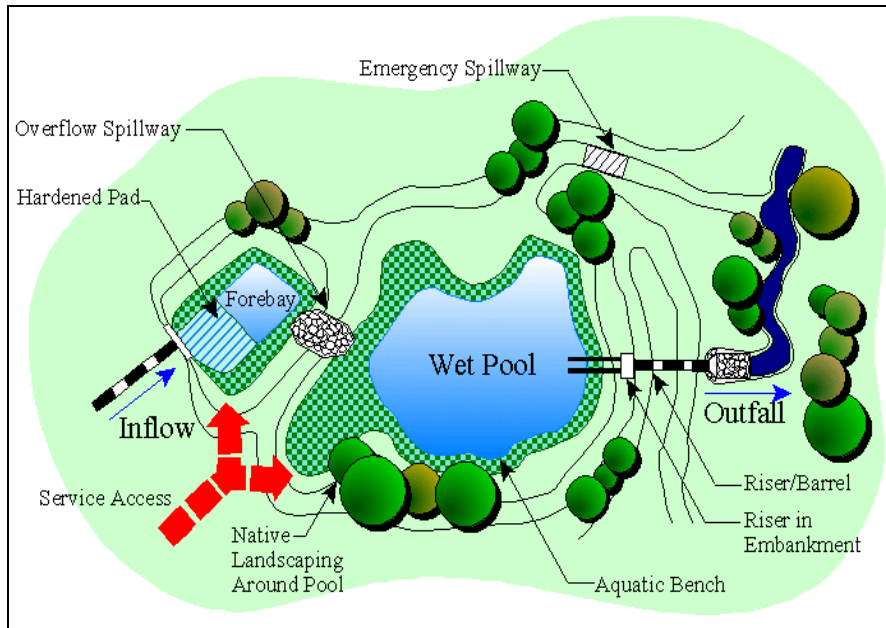 Emergency Spillway
Overflow Spillway
Hardened Pad
Forebay
Wet Pool
Inflow
Outfall
Service Access
Riser/Barrel
Native
Landscaping
Around Pool
Riser in
Embankment
Aquatic Bench